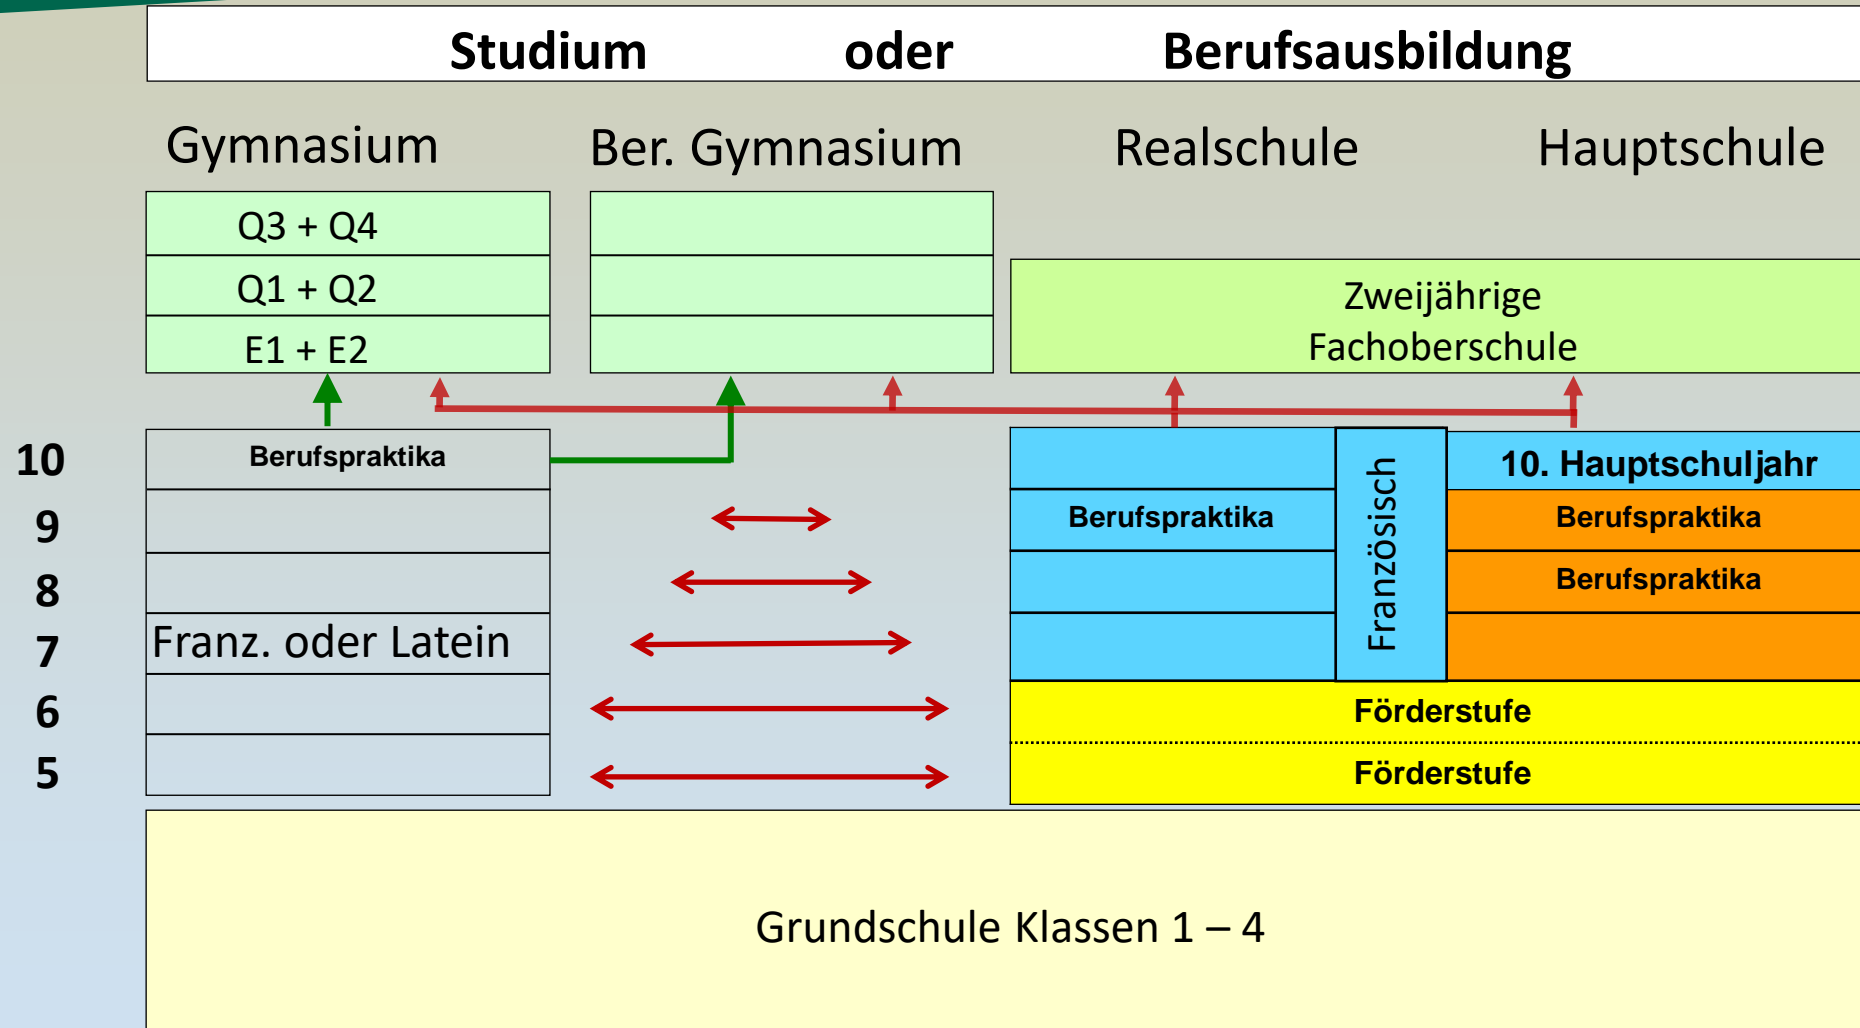 Studium oder Berufsausbildung
Gymnasium Ber. Gymnasium Realschule Hauptschule
Q3 + Q4
Q1 + Q2
E1 + E2
Zweijährige
Fachoberschule
10 Berufspraktika 10. Hauptschuljahr
9 Berufspraktika Berufspraktika
8 Berufspraktika
Französisch
7 Franz. oder Latein
6 Förderstufe
5 Förderstufe
Grundschule Klassen 1 – 4